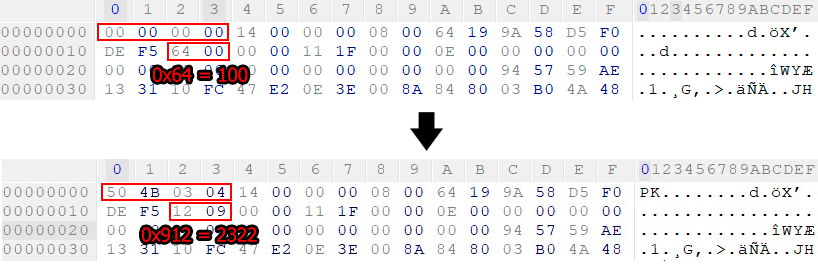 0 1 2 3 4 5 6 7 8 9 A B C D E F 0123456789ABCDEF
00000000 00 00 00 00 14 00 00 00 08 00 64 19 9A 58 D5 F0 ..........d.öX'.
00000010 DE F5 64 00 00 00 11 1F 00 00 0E 00 00 00 00 00 ..d.............
00000020 00 00 00 00 00 00 00 00 00 00 00 00 94 57 59 AE ............îWYÆ
0x64 = 100
00000030 13 31 10 FC 47 E2 0E 3E 00 8A 84 80 03 B0 4A 48 .1.¸G,.>.äÑÄ..JH
0 1 2 3 4 5 6 7 8 9 A B C D E F 0123456789ABCDEF
00000000 50 4B 03 04 14 00 00 00 08 00 64 19 9A 58 D5 F0 PK........d.öX'.
00000010 DE F5 12 09 00 00 11 1F 00 00 0E 00 00 00 00 00 ................
00000020 00 00 00 00 00 00 00 00 00 00 00 00 94 57 59 AE ............îWYÆ
0x912 = 2322
00000030 13 31 10 FC 47 E2 0E 3E 00 8A 84 80 03 B0 4A 48 .1.¸G,.>.äÑÄ..JH